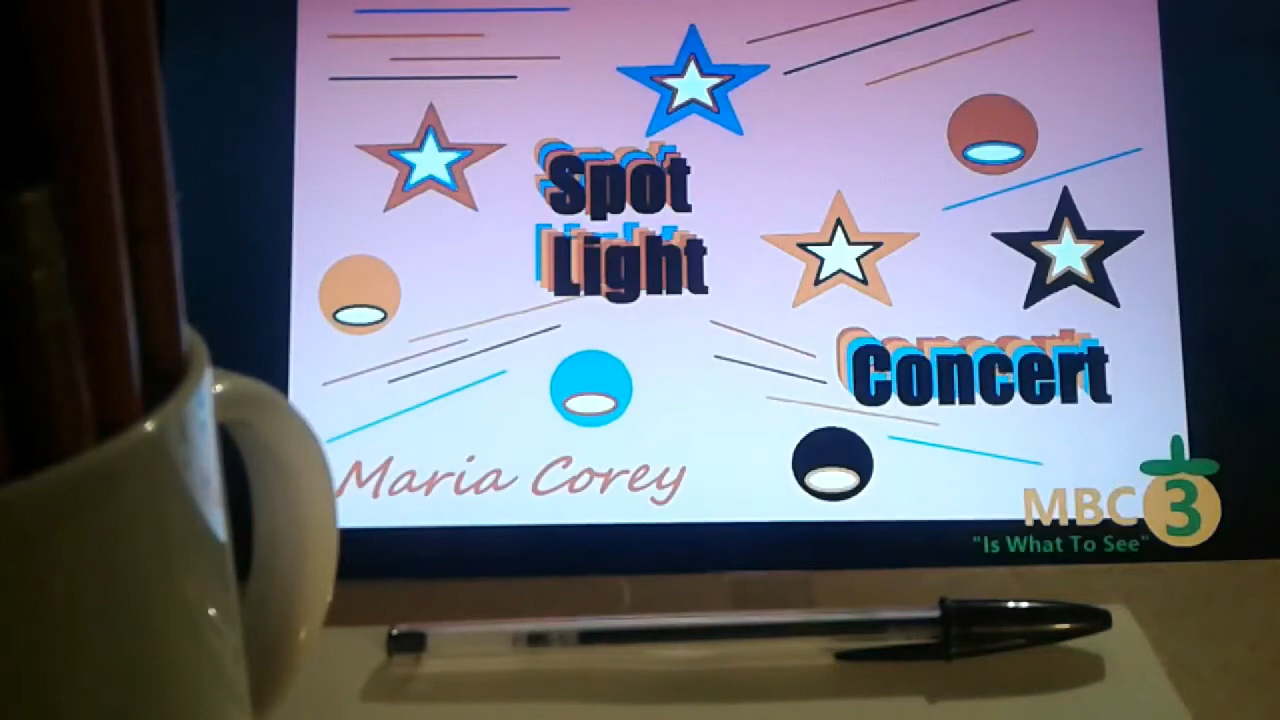 Spot
Light
Concert
Maria Corey
MBC 3
"Is What To See"